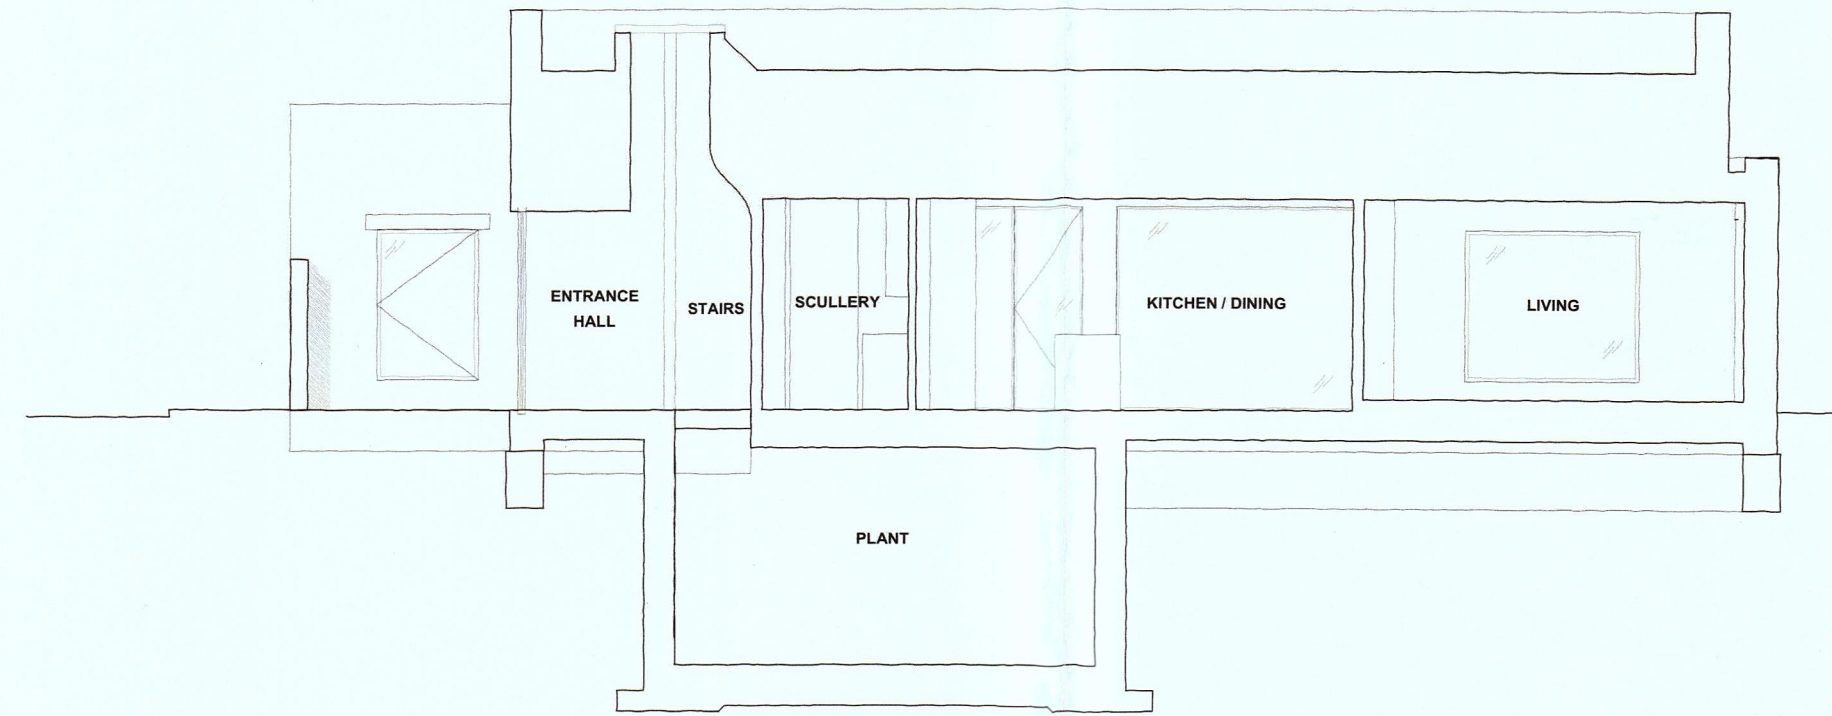 ENTRANCE
HALL
STAIRS
SCULLERY
KITCHEN / DINING
LIVING
PLANT